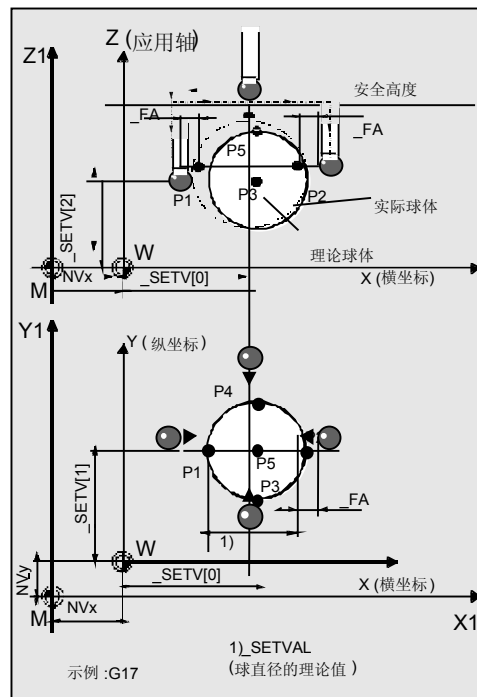 Z (应用轴)
Z1
安全高度
_FA
_FA
P5
P1
P3
P2
实际球体
_SETV[2]
理论球体
W
NVx
_SETV[0]
X (横坐标)
M
Y1
Y (纵坐标)
P4
P1
P5
P3
_FA
_SETV[1]
1)
W
_SETV[0]
NVy
X (横坐标)
NVx
M
X1
1)_SETVAL
(球直径的理论值)
示例 :G17